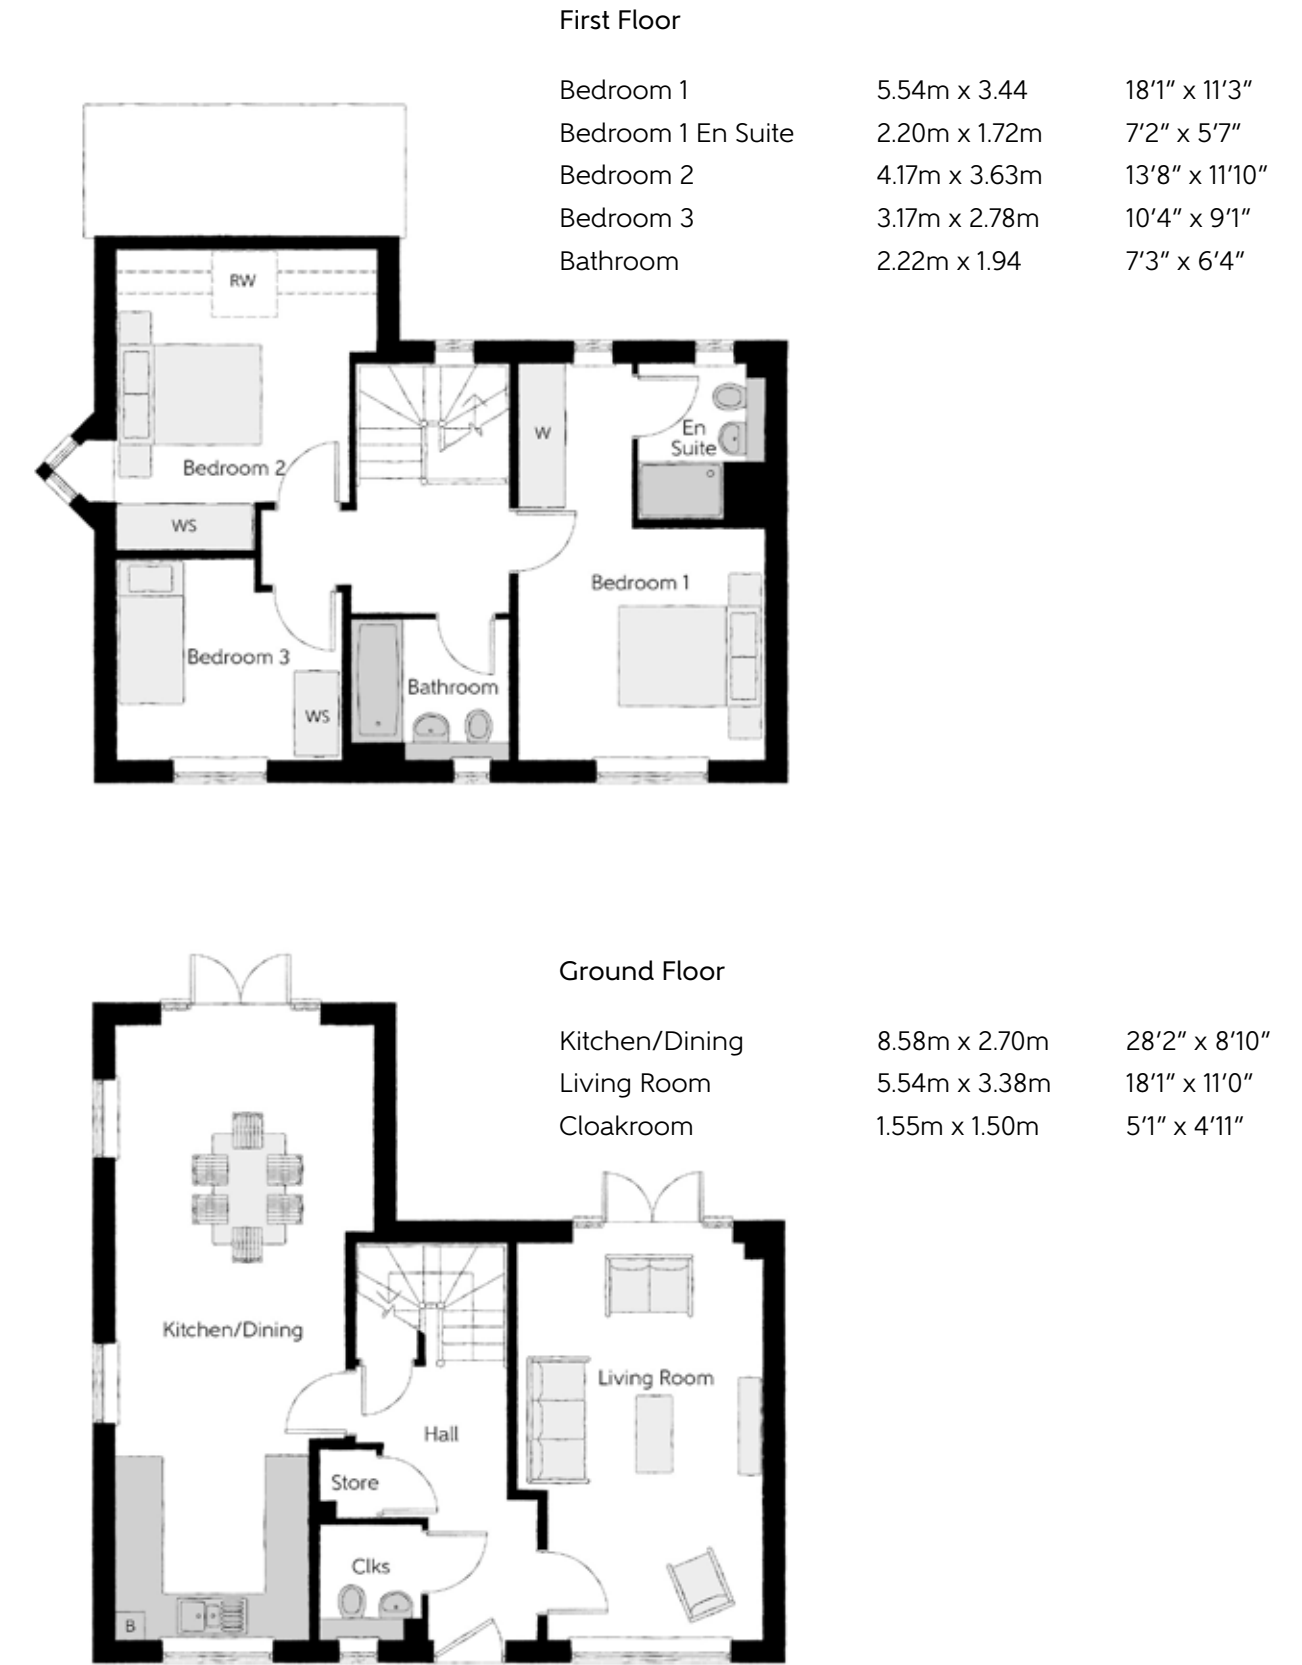 First Floor
Bedroom 1 5.54m x 3.44 18'1" x 11'3"
Bedroom 1 En Suite 2.20m x 1.72m 7'2" x 5'7"
Bedroom 2 4.17m x 3.63m 13'8" x 11'10"
Bedroom 3 3.17m x 2.78m 10'4" x 9'1"
Bathroom 2.22m x 1.94 7'3" x 6'4"
RW
W
En
Suite
Bedroom 2
WS
Bedroom 1
Bedroom 3
Bathroom
WS
Ground Floor
Kitchen/Dining 8.58m x 2.70m 28'2" x 8'10"
Living Room 5.54m x 3.38m 18'1" x 11'0"
Cloakroom 1.55m x 1.50m 5'1" x 4'11"
Kitchen/Dining
Living Room
Hall
Store
Clks
B